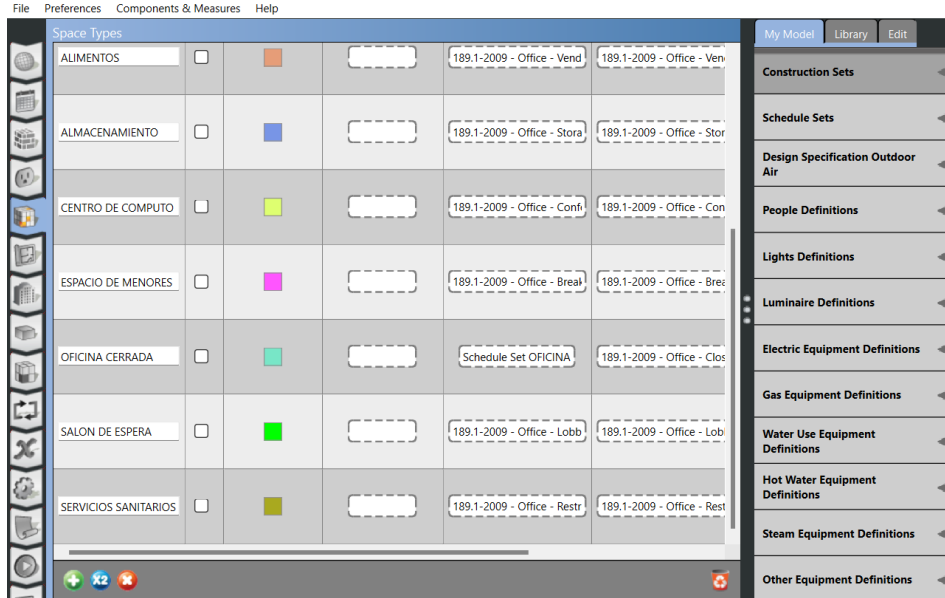 File Preferences Components & Measures Help
Space Types
My Model Library Edit
ALIMENTOS 189.1-2009 - Office - Vend 189.1-2009 - Office - Ven
ALMACENAMIENTO 189.1-2009 - Office - Stora 189.1-2009 - Office - Stor
CENTRO DE COMPUTO 189.1-2009 - Office - Conf 189.1-2009 - Office - Con
ESPACIO DE MENORES 189.1-2009 - Office - Break 189.1-2009 - Office - Brea
OFICINA CERRADA Schedule Set OFICINA 189.1-2009 - Office - Clos
SALON DE ESPERA 189.1-2009 - Office - Lobb 189.1-2009 - Office - Lob
SERVICIOS SANITARIOS 189.1-2009 - Office - Restr 189.1-2009 - Office - Rest
X2
Construction Sets
Schedule Sets
Design Specification Outdoor
Air
People Definitions
Lights Definitions
Luminaire Definitions
Electric Equipment Definitions
Gas Equipment Definitions
Water Use Equipment
Definitions
Hot Water Equipment
Definitions
Steam Equipment Definitions
Other Equipment Definitions